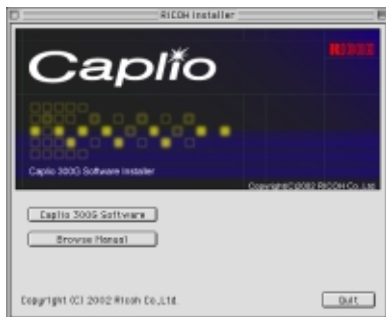 RICOH Installer
RICOH
Caplio
Caplio 300G Software Installer
Copyright(C)2002 RICOH Co., Ltd.
Caplio 300G Software
Browse Manual
Copyright (C) 2002 Ricoh Co.,Ltd.
Quit